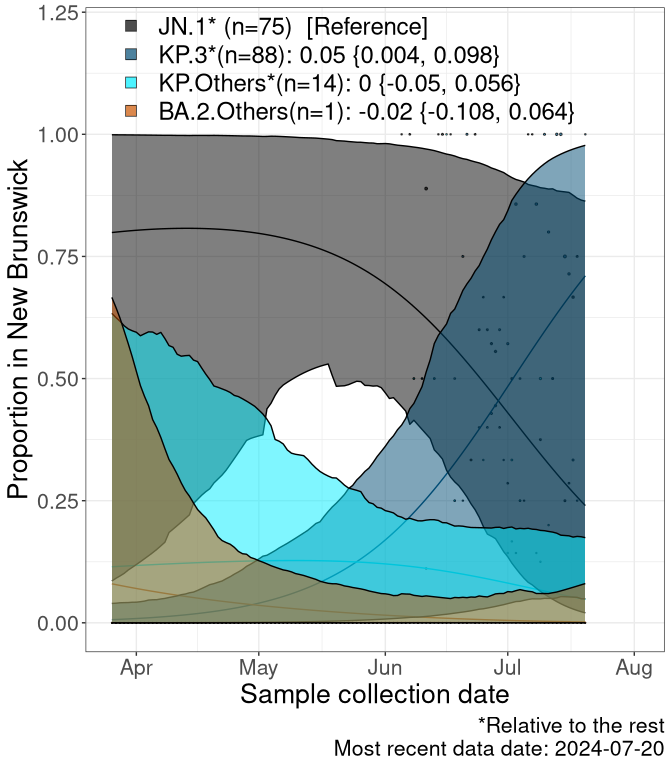 JN.1* (n=75) [Reference]
KP.3*(n=88): 0.05 {0.004, 0.098}
KP.Others*(n=14): 0 {-0.05, 0.056}
BA.2.Others(n=1): -0.02 {-0.108, 0.064}
Proportion in New Brunswick
1.25
1.00
0.75
0.50
0.25
0.00
Apr May Jun Jul Aug
Sample collection date
*Relative to the rest
Most recent data date: 2024-07-20